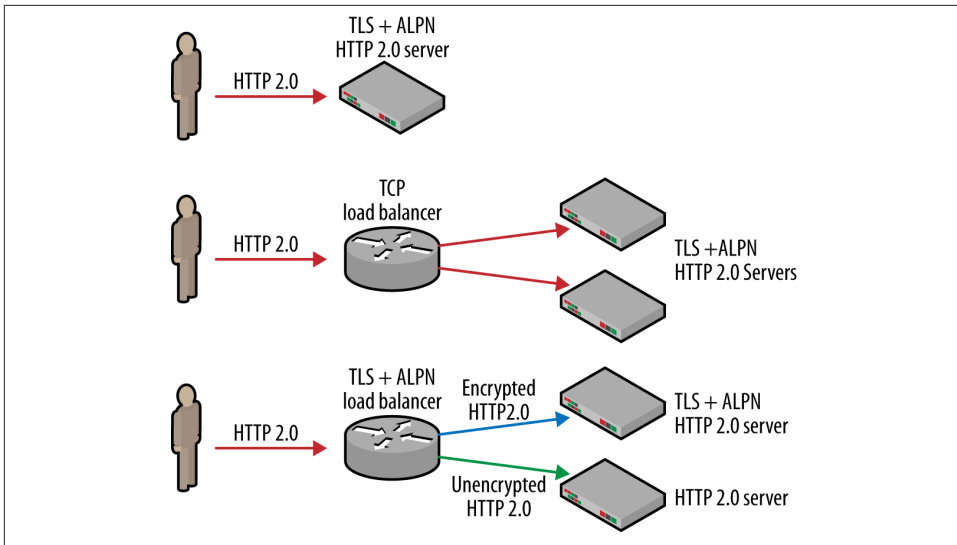 TLS + ALPN
HTTP 2.0 server
HTTP 2.0
TCP
load balancer
HTTP 2.0
TLS +ALPN
HTTP 2.0 Servers
TLS + ALPN
load balancer
HTTP 2.0
Encrypted
HTTP2.0
TLS + ALPN
HTTP 2.0 server
Unencrypted
HTTP 2.0
HTTP 2.0 server